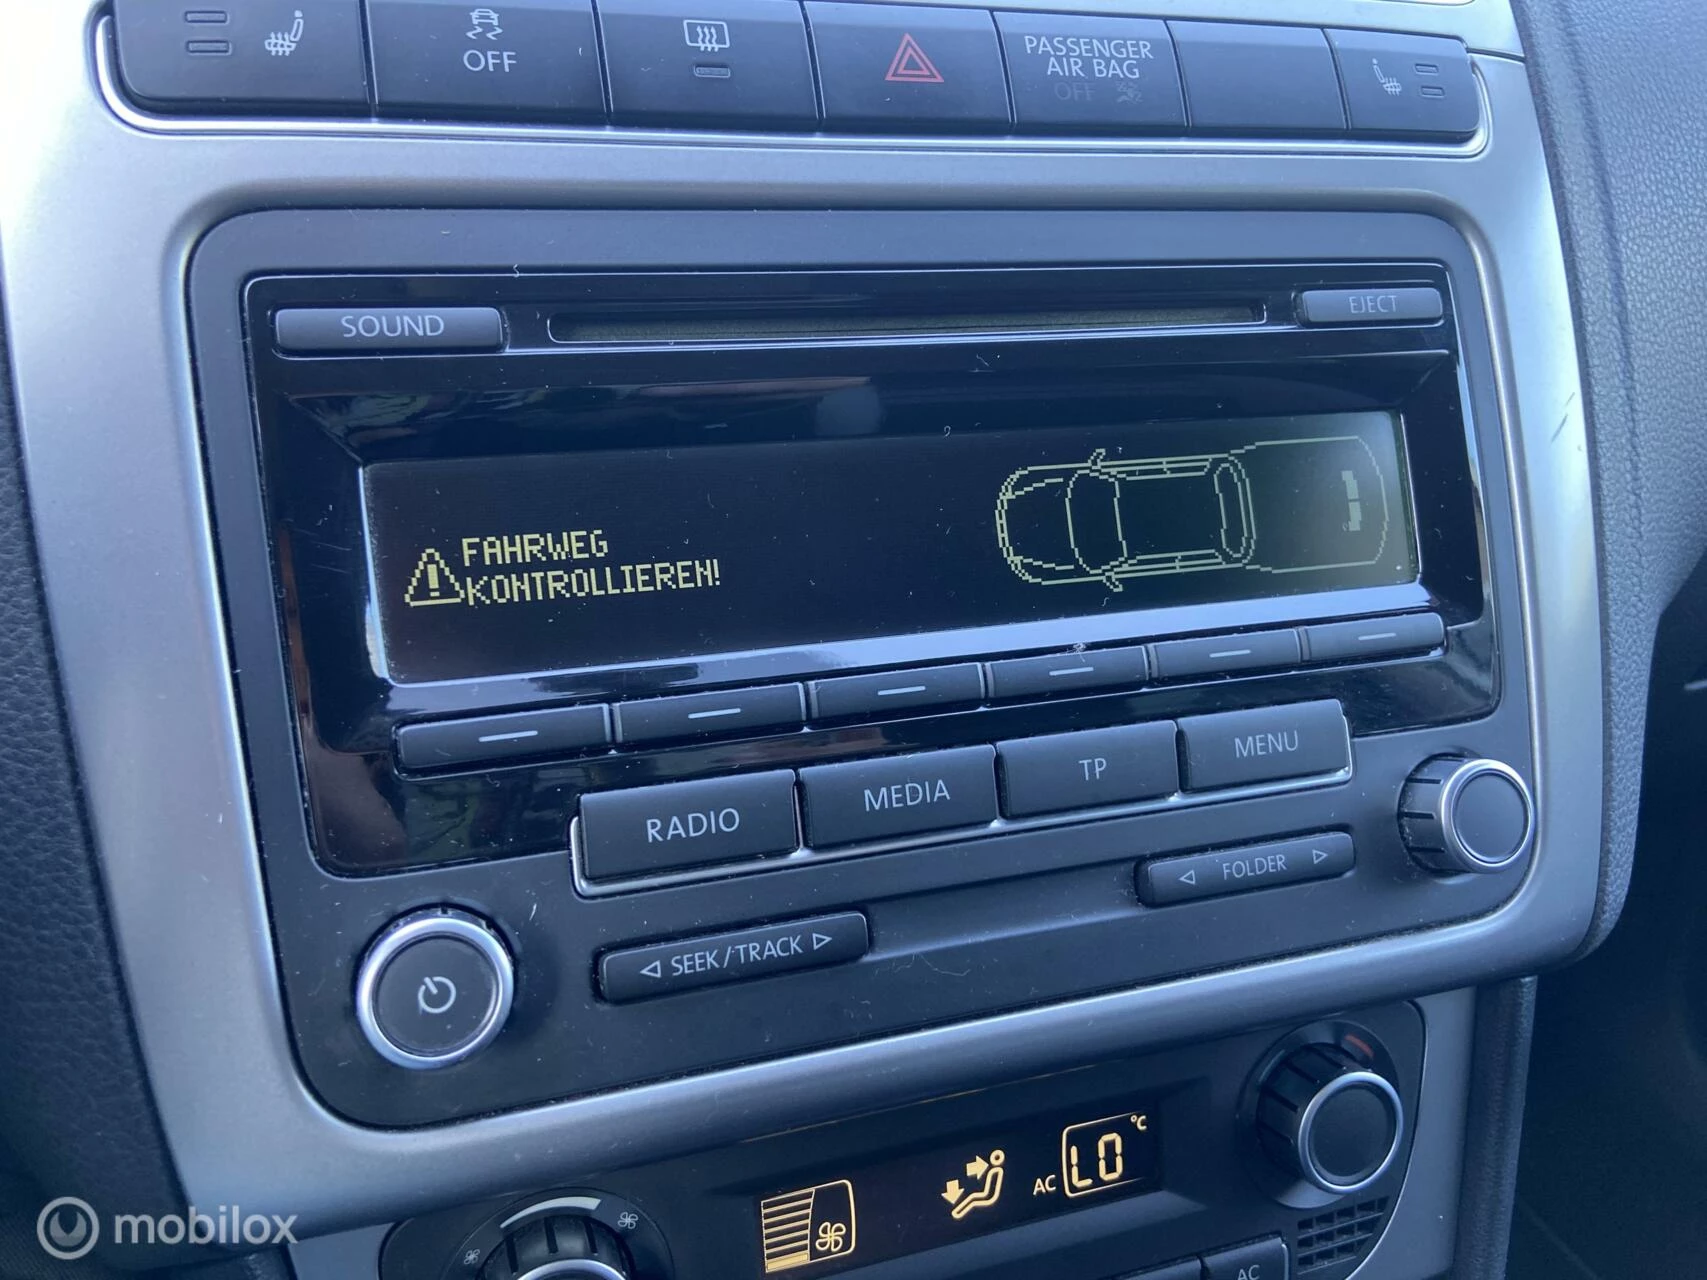 OFF
PASSENGER
AIR BAG
OFF
SOUND
EJECT
FAHRWEG
KONTROLLIEREN!
RADIO
MEDIA
TP
MENU
FOLDER
SEEK/TRACK
AC
LO
°C
AC
mobilox